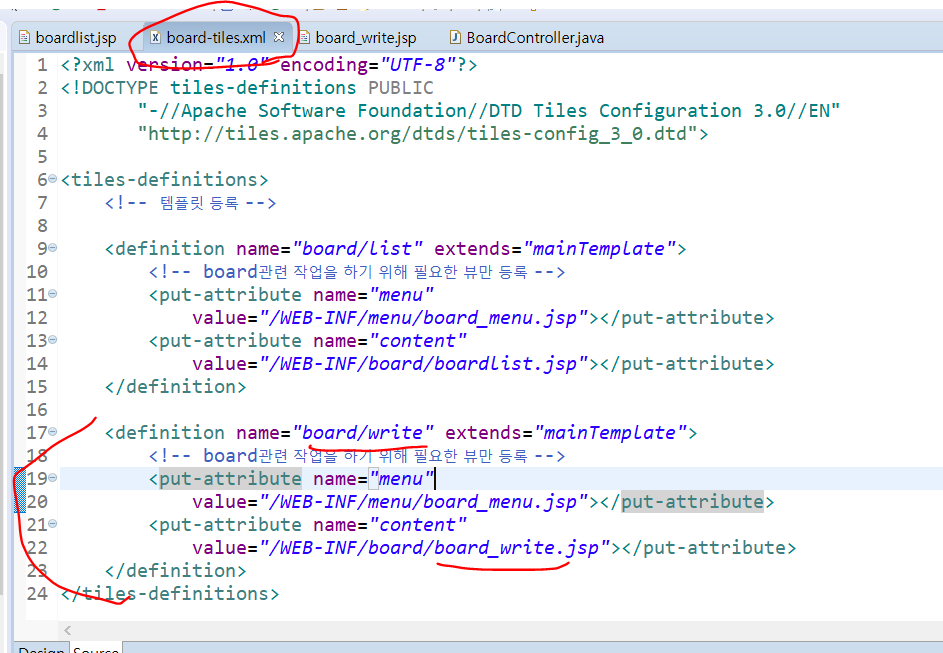 boardlist.jsp board-tiles.xml board_write.jsp BoardController.java
1 <?xml version="1.0" encoding="UTF-8"?>
2 <!DOCTYPE tiles-definitions PUBLIC
3 "-//Apache Software Foundation//DTD Tiles Configuration 3.0//EN"
4 "http://tiles.apache.org/dtds/tiles-config_3_0.dtd">
5
6 <tiles-definitions>
7 <!-- 템플릿 등록 -->
8
9 <definition name="board/list" extends="mainTemplate">
10 <!-- board관련 작업을 하기 위해 필요한 뷰만 등록 -->
11 <put-attribute name="menu"
12 value="/WEB-INF/menu/board_menu.jsp"></put-attribute>
13 <put-attribute name="content"
14 value="/WEB-INF/board/boardlist.jsp"></put-attribute>
15 </definition>
16
17 <definition name="board/write" extends="mainTemplate">
18 <!-- board관련 작업을 하기 위해 필요한 뷰만 등록 -->
19 <put-attribute name="menu"
20 value="/WEB-INF/menu/board_menu.jsp"></put-attribute>
21 <put-attribute name="content"
22 value="/WEB-INF/board/board_write.jsp"></put-attribute>
23 </definition>
24 </tiles-definitions>
Design Source